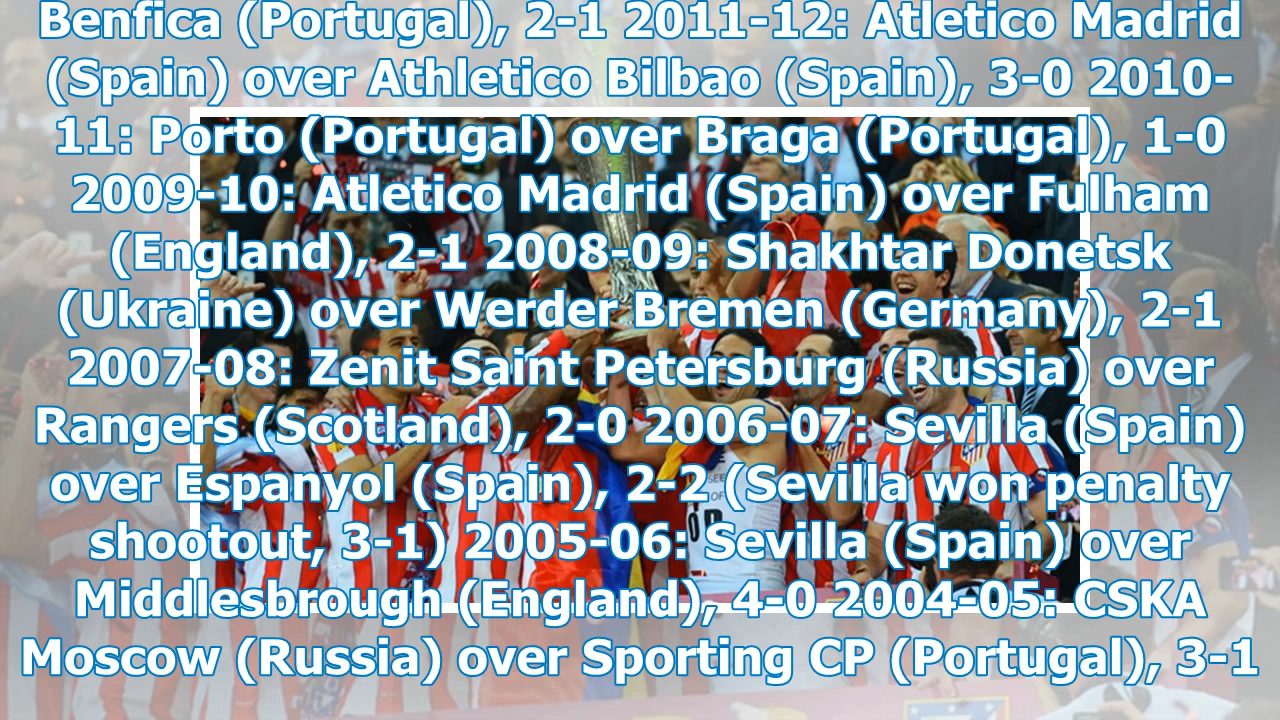 Benfica (Portugal), 2-1 2011-12: Atletico Madrid
(Spain) over Athletico Bilbao (Spain), 3-0 2010-
11: Porto (Portugal) over Braga (Portugal), 1-0
2009-10: Atletico Madrid (Spain) over Fulham
(England), 2-1 2008-09: Shakhtar Donetsk
(Ukraine) over Werder Bremen (Germany), 2-1
2007-08: Zenit Saint Petersburg (Russia) over
Rangers (Scotland), 2-0 2006-07: Sevilla (Spain)
over Espanyol (Spain), 2-2 (Sevilla won penalty
shootout, 3-1) 2005-06: Sevilla (Spain) over
Middlesbrough (England), 4-0 2004-05: CSKA
Moscow (Russia) over Sporting CP (Portugal), 3-1